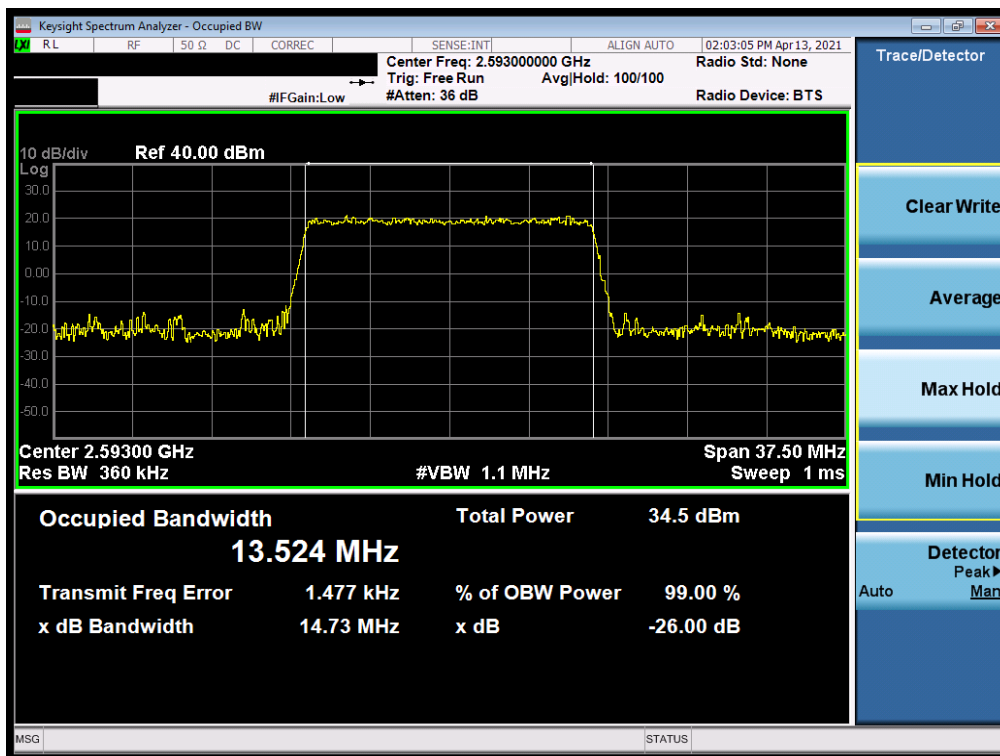 Keysight Spectrum Analyzer - Occupied BW
LXI RL RF 50 Ω DC CORREC SENSE:INT ALIGN AUTO 02:03:05 PM Apr 13, 2021
Center Freq: 2.593000000 GHz Radio Std: None
Trig: Free Run Avg|Hold: 100/100
#IFGain:Low #Atten: 36 dB Radio Device: BTS
10 dB/div Ref 40.00 dBm
Log
30.0
20.0
10.0
0.00
-10.0
-20.0
-30.0
-40.0
-50.0
Center 2.59300 GHz Span 37.50 MHz
Res BW 360 kHz #VBW 1.1 MHz Sweep 1 ms
Occupied Bandwidth Total Power 34.5 dBm
13.524 MHz
Transmit Freq Error 1.477 kHz % of OBW Power 99.00 %
x dB Bandwidth 14.73 MHz x dB -26.00 dB
MSG STATUS
Trace/Detector
Clear Write
Average
Max Hold
Min Hold
Detector
Peak▶
Auto Man